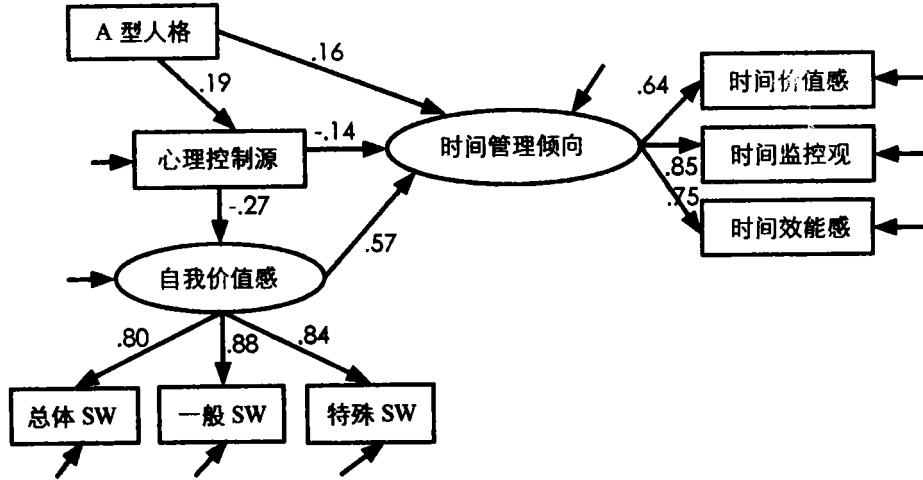 A 型人格
.16
.19
.64
时间价值感
心理控制源
-.14
时间管理倾向
.85
时间监控观
.75
时间效能感
-.27
.57
自我价值感
.80
.88
.84
总体 SW
一般 SW
特殊 SW